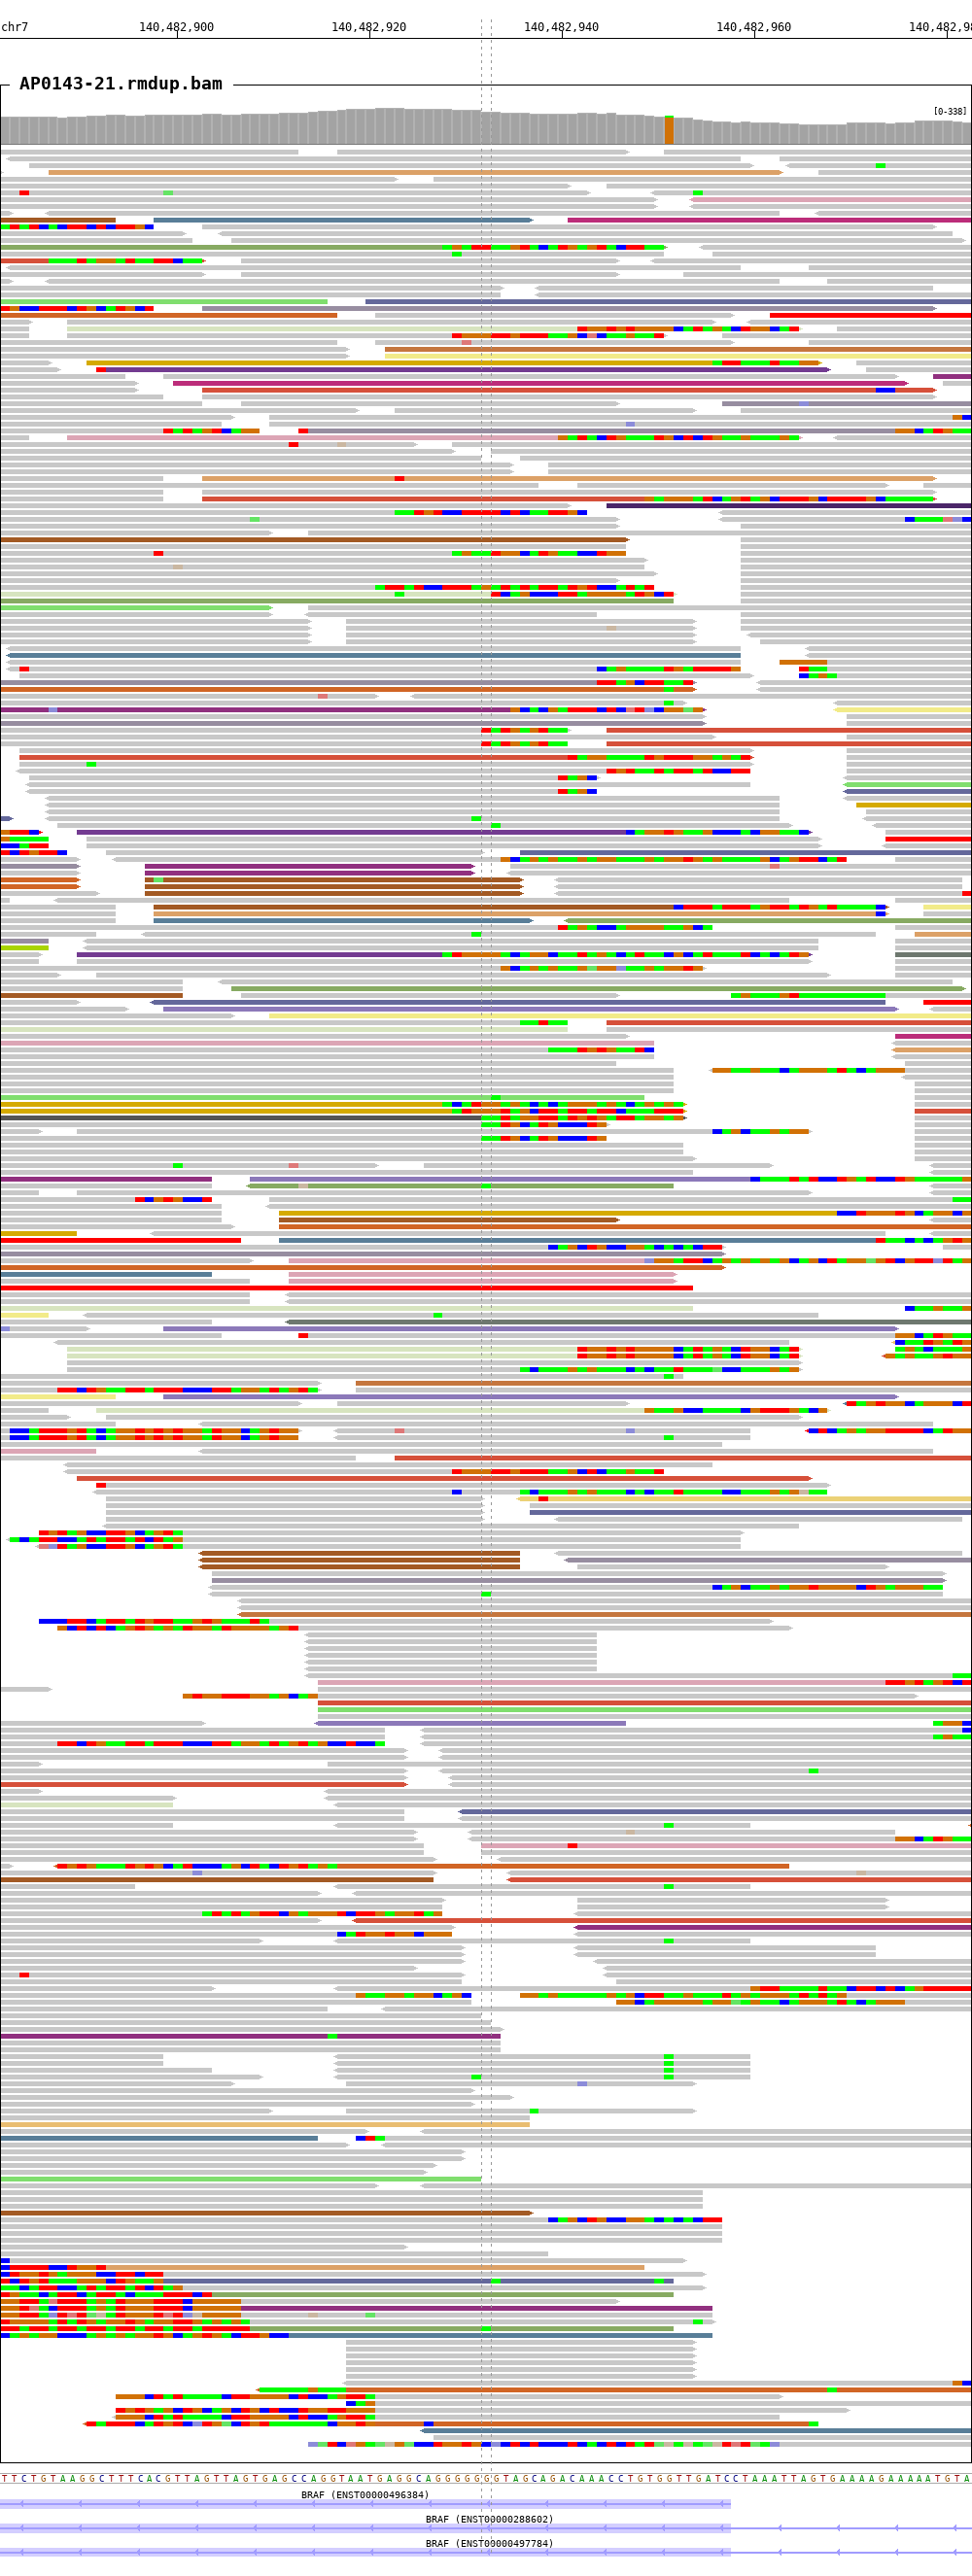 chr7 140,482,900 140,482,920 140,482,940 140,482,960 140,482,98
AP0143-21.rmdup.bam
[0-338]
TTCTGTAAGGCTTTCACGTTAGTTAGTGAGCCAGGTAATGAGGCAGGGGGGGTAGCAGACAAACCTGTGGTTGATCCTAAATTAGTGAAAAGAAAAATGTA
BRAF (ENST00000496384)
BRAF (ENST00000288602)
BRAF (ENST00000497784)